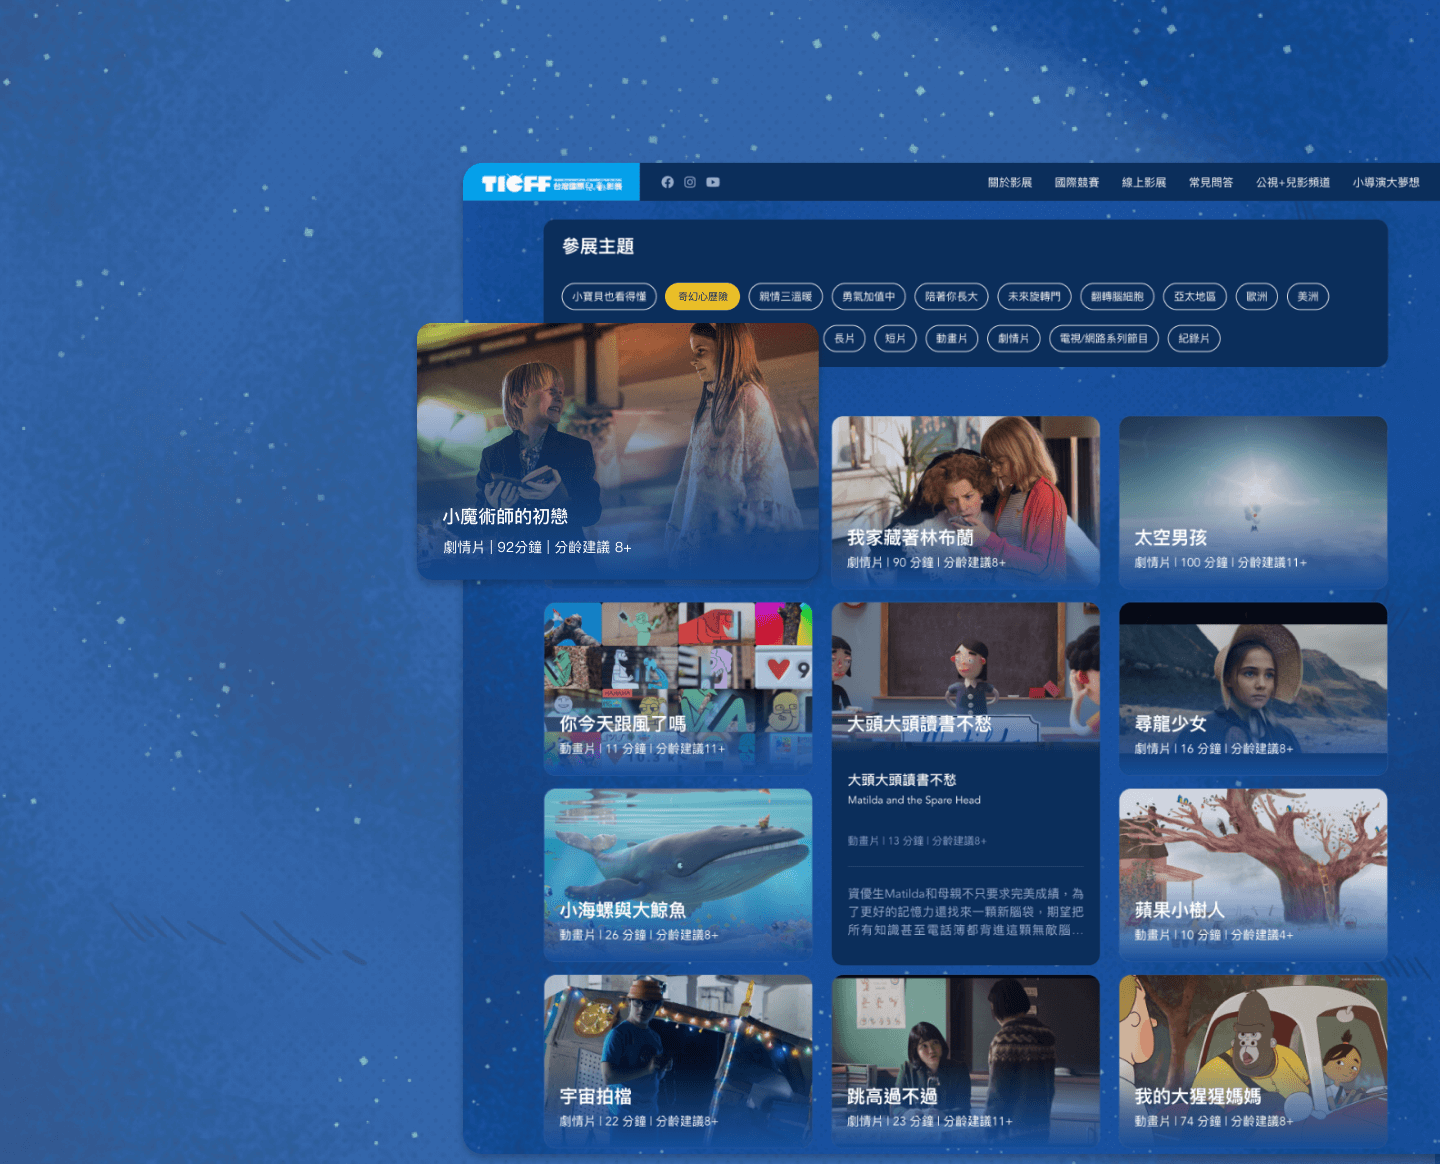 TICFF 台灣國際兒童影展
關於影展 國際競賽 線上影展 常見問答 公視+兒影頻道 小導演大夢想
參展主題
小寶貝也看得懂 奇幻心歷險 親情三溫暖 勇氣加值中 陪著你長大 未來旋轉門 翻轉腦細胞 亞太地區 歐洲 美洲
長片 短片 動畫片 劇情片 電視/網路系列節目 紀錄片
小魔術師的初戀
劇情片 | 92分鐘 | 分齡建議 8+
我家藏著林布蘭
劇情片 | 90 分鐘 | 分齡建議8+
太空男孩
劇情片 | 100 分鐘 | 分齡建議11+
你今天跟風了嗎
動畫片 | 11 分鐘 | 分齡建議11+
大頭大頭讀書不愁
大頭大頭讀書不愁
Matilda and the Spare Head
動畫片 | 13 分鐘 | 分齡建議8+
資優生Matilda和母親不只要求完美成績，為
了更好的記憶力還找來一顆新腦袋，期望把
所有知識甚至電話簿都背進這顆無敵腦…
尋龍少女
劇情片 | 16 分鐘 | 分齡建議8+
小海螺與大鯨魚
動畫片 | 26 分鐘 | 分齡建議8+
蘋果小樹人
動畫片 | 10 分鐘 | 分齡建議4+
宇宙拍檔
劇情片 | 22 分鐘 | 分齡建議8+
跳高過不過
劇情片 | 23 分鐘 | 分齡建議11+
我的大猩猩媽媽
動畫片 | 74 分鐘 | 分齡建議8+